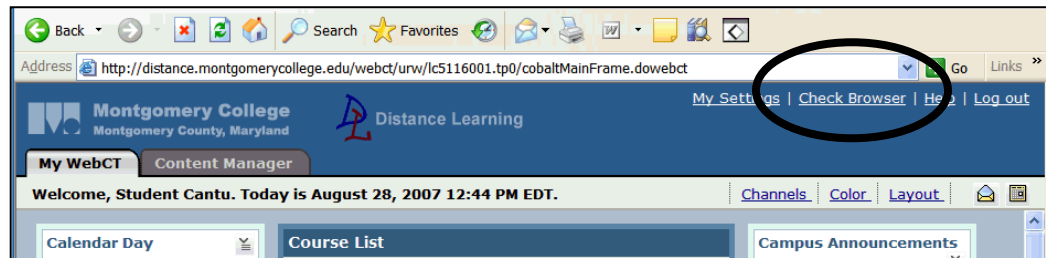 Back Search Favorites
Address http://distance.montgomerycollege.edu/webct/urw/lc5116001.tp0/cobaltMainFrame.dowebct Go Links »
My Settings | Check Browser | Help | Log out
Montgomery College
Montgomery County, Maryland
DL Distance Learning
My WebCT Content Manager
Welcome, Student Cantu. Today is August 28, 2007 12:44 PM EDT. Channels Color Layout
Calendar Day Course List Campus Announcements